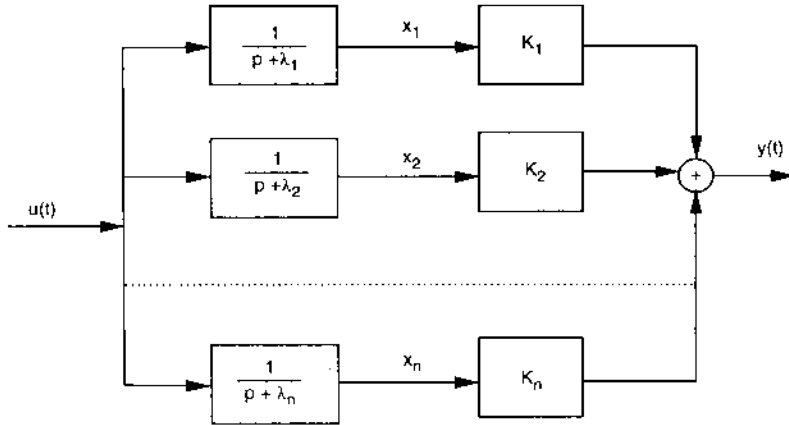 1
p + λ₁
x₁
K₁
1
p + λ₂
x₂
K₂
+
y(t)
u(t)
1
p + λₙ
xₙ
Kₙ